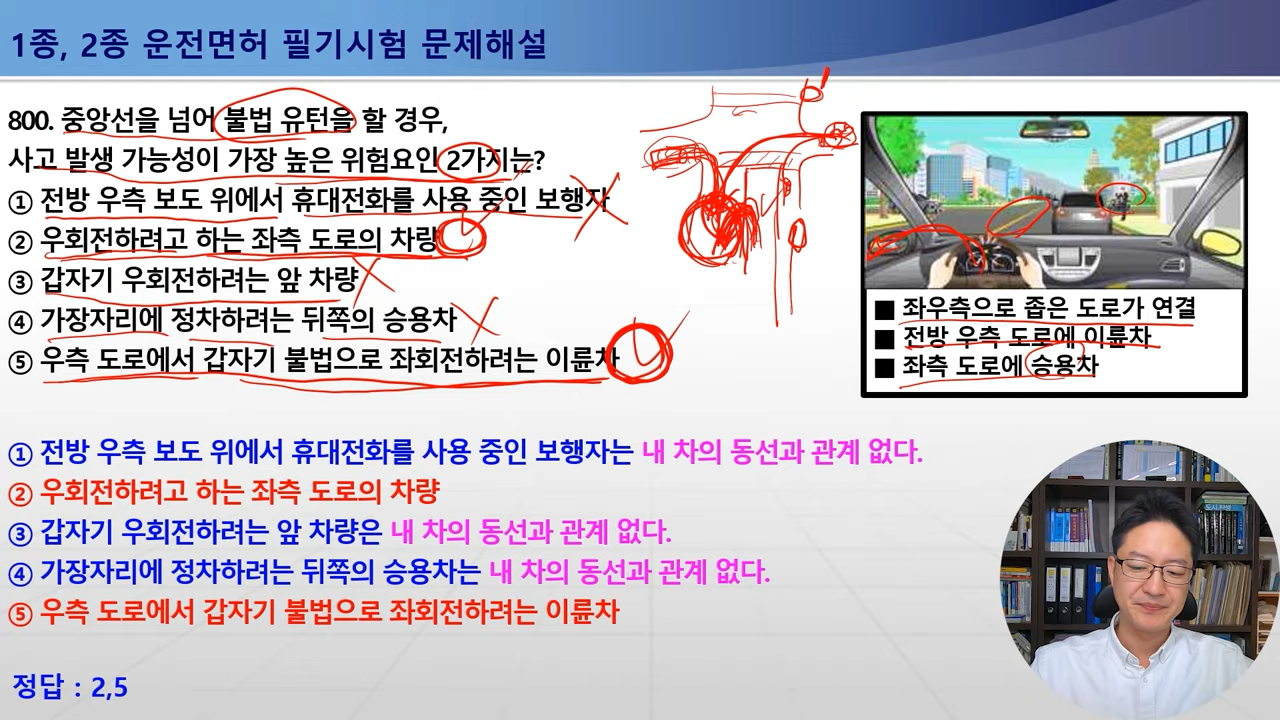 1종, 2종 운전면허 필기시험 문제해설
800. 중앙선을 넘어 불법 유턴을 할 경우,
사고 발생 가능성이 가장 높은 위험요인 2가지는?
① 전방 우측 보도 위에서 휴대전화를 사용 중인 보행자
② 우회전하려고 하는 좌측 도로의 차량
③ 갑자기 우회전하려는 앞 차량
④ 가장자리에 정차하려는 뒤쪽의 승용차
⑤ 우측 도로에서 갑자기 불법으로 좌회전하려는 이륜차
■ 좌우측으로 좁은 도로가 연결
■ 전방 우측 도로에 이륜차
■ 좌측 도로에 승용차
① 전방 우측 보도 위에서 휴대전화를 사용 중인 보행자는 내 차의 동선과 관계 없다.
② 우회전하려고 하는 좌측 도로의 차량
③ 갑자기 우회전하려는 앞 차량은 내 차의 동선과 관계 없다.
④ 가장자리에 정차하려는 뒤쪽의 승용차는 내 차의 동선과 관계 없다.
⑤ 우측 도로에서 갑자기 불법으로 좌회전하려는 이륜차
정답 : 2,5